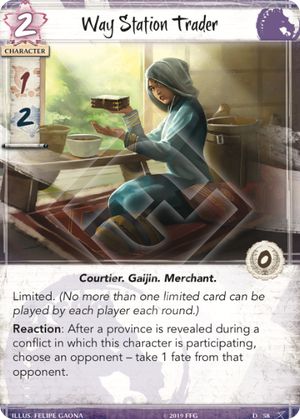 2
Way Station Trader
CHARACTER
1
2
0
Courtier. Gaijin. Merchant.
Limited. (No more than one limited card can be
played by each player each round.)
Reaction: After a province is revealed during a
conflict in which this character is participating,
choose an opponent – take 1 fate from that
opponent.
ILLUS. FELIPE GAONA
© 2019 FFG
D · 58